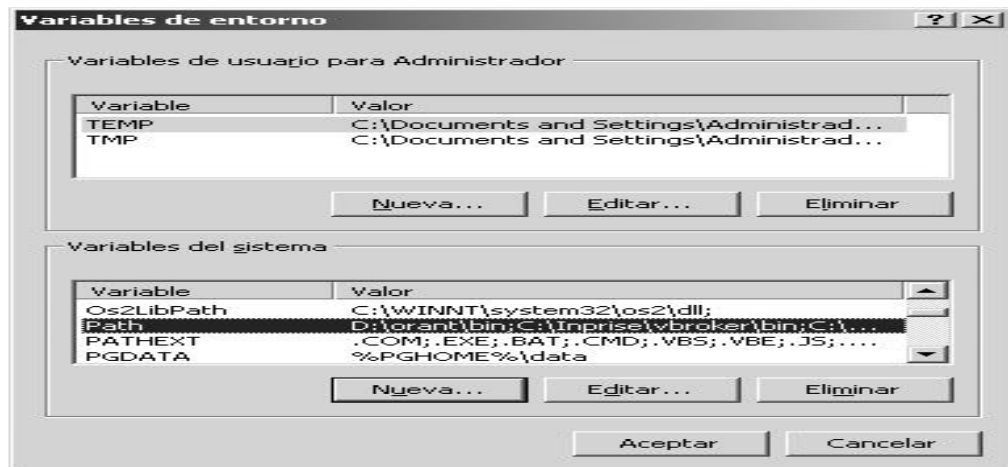 Variables de entorno
Variables de usuario para Administrador
Variable Valor
TEMP C:\Documents and Settings\Administrad...
TMP C:\Documents and Settings\Administrad...
Nueva... Editar... Eliminar
Variables del sistema
Variable Valor
Os2LibPath C:\WINNT\system32\os2\dll;
Path D:\orant\bin;C:\Inprise\vbroker\bin;C:\...
PATHEXT .COM;.EXE;.BAT;.CMD;.VBS;.VBE;.JS;....
PGDATA %PGHOME%\data
Nueva... Editar... Eliminar
Aceptar Cancelar